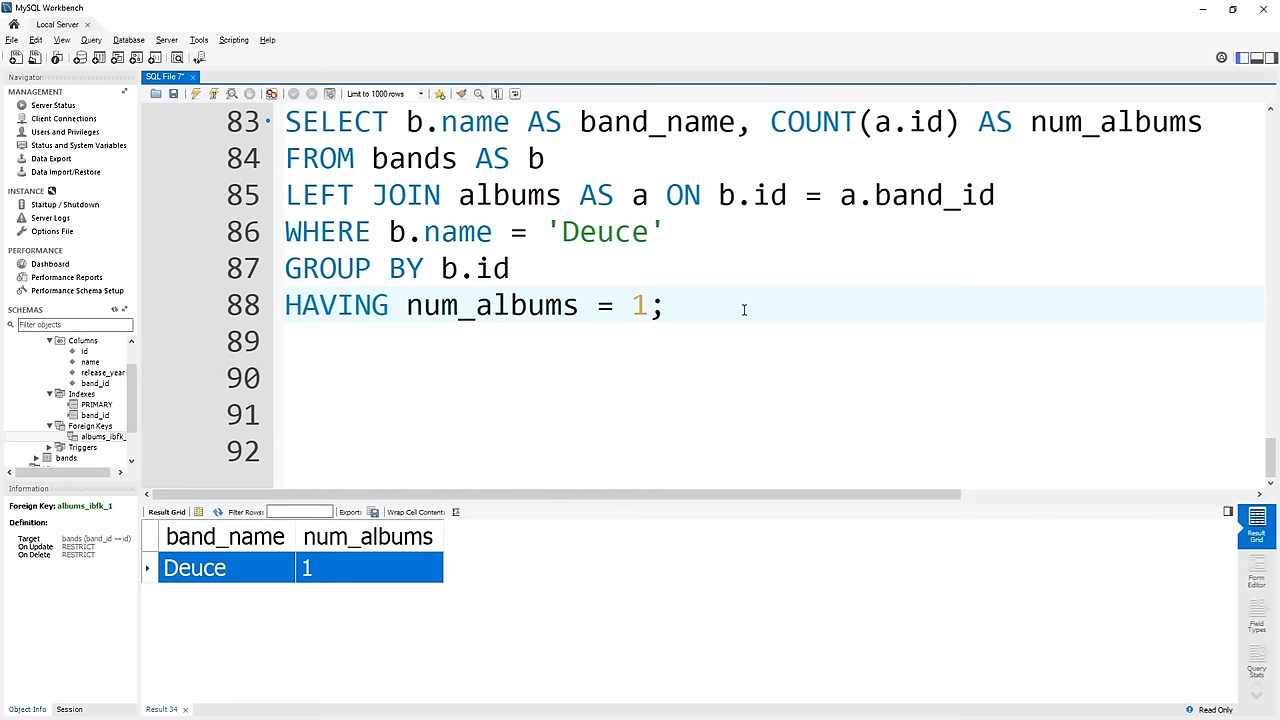 MySQL Workbench
Local Server
File Edit View Query Database Server Tools Scripting Help
Navigator
SQL File 7*
MANAGEMENT
Server Status
Client Connections
Users and Privileges
Status and System Variables
Data Export
Data Import/Restore
INSTANCE
Startup / Shutdown
Server Logs
Options File
PERFORMANCE
Dashboard
Performance Reports
Performance Schema Setup
SCHEMAS
Filter objects
Columns
id
name
release_year
band_id
Indexes
PRIMARY
band_id
Foreign Keys
albums_ibfk_
Triggers
bands
Information
Foreign Key: albums_ibfk_1
Definition:
Target bands (band_id → id)
On Update RESTRICT
On Delete RESTRICT
Object Info Session
Limit to 1000 rows
83 SELECT b.name AS band_name, COUNT(a.id) AS num_albums
84 FROM bands AS b
85 LEFT JOIN albums AS a ON b.id = a.band_id
86 WHERE b.name = 'Deuce'
87 GROUP BY b.id
88 HAVING num_albums = 1;
89
90
91
92
Result Grid Filter Rows: Export: Wrap Cell Content:
band_name num_albums
Deuce 1
Result Grid
Form Editor
Field Types
Query Stats
Result 34
Read Only